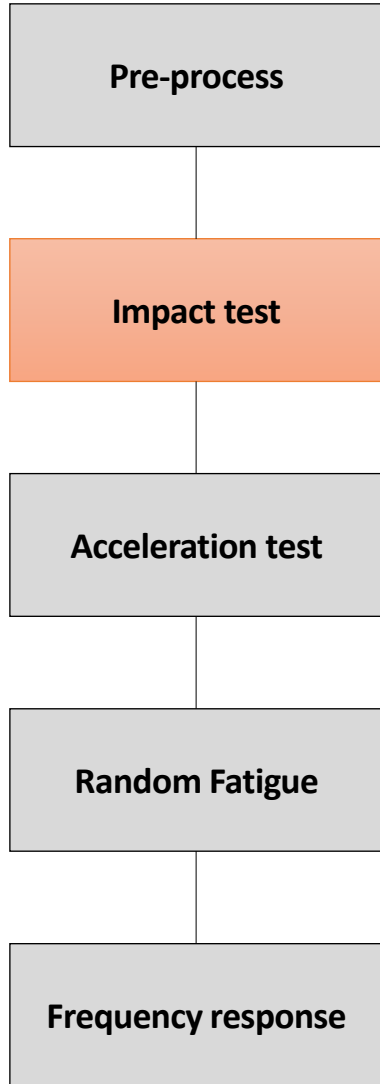 Pre-process
Impact test
Acceleration test
Random Fatigue
Frequency response